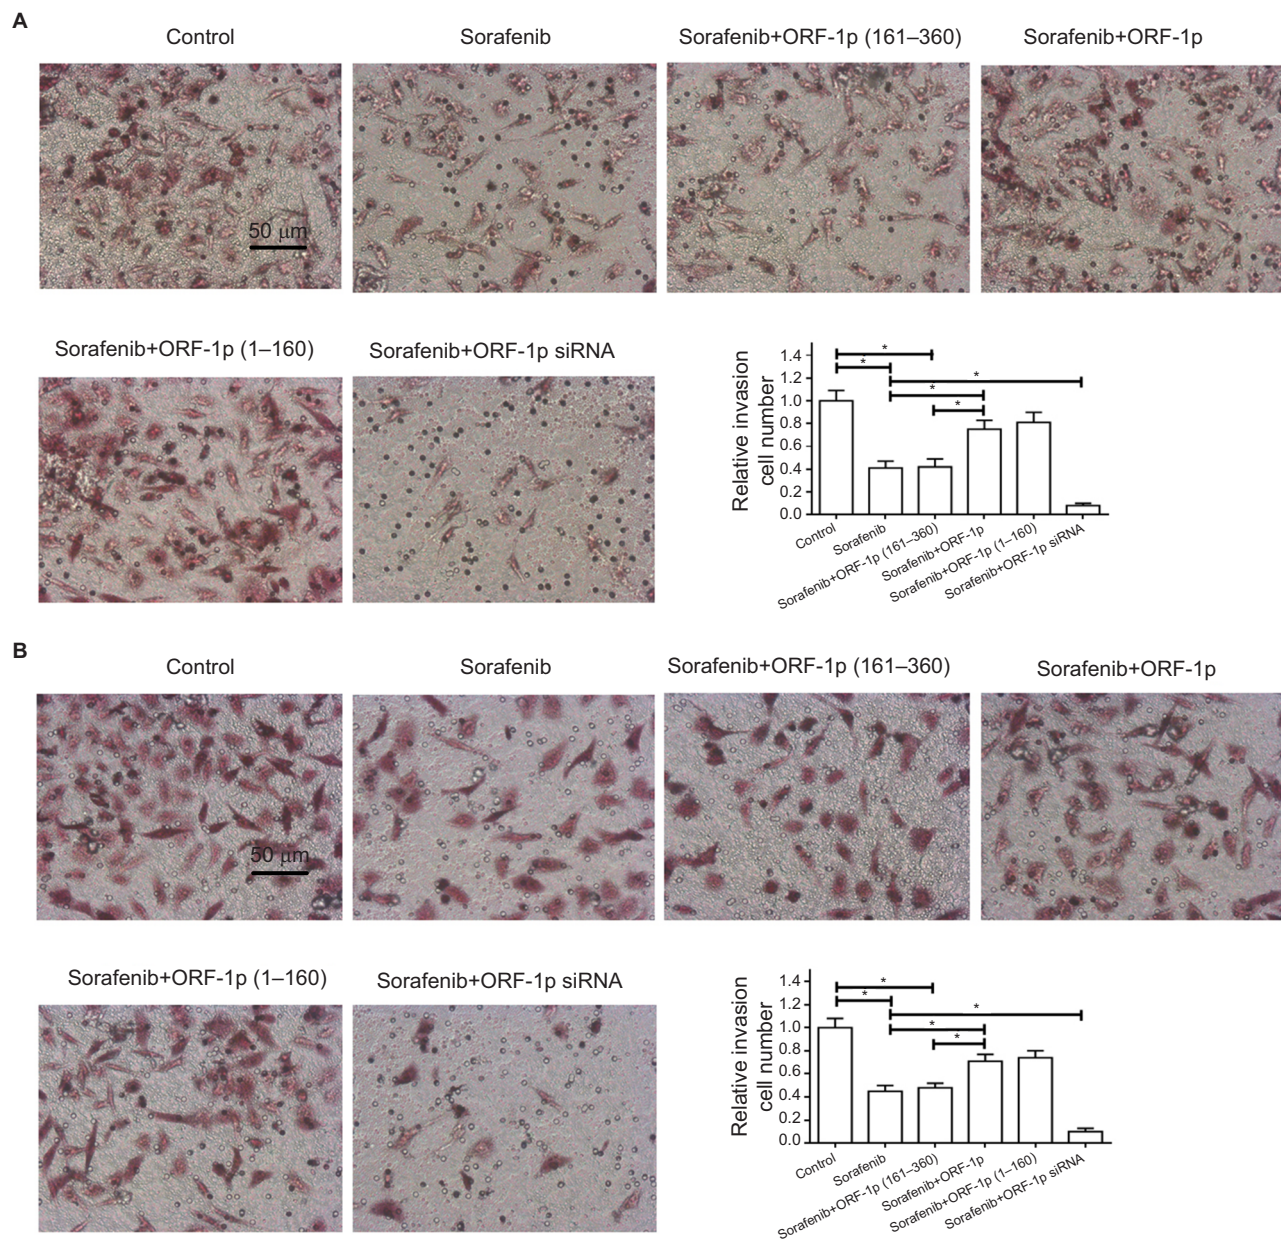 A
Control
Sorafenib
Sorafenib+ORF-1p (161–360)
Sorafenib+ORF-1p
50 μm
Sorafenib+ORF-1p (1–160)
Sorafenib+ORF-1p siRNA
Relative invasion
cell number
1.4
1.2
1.0
0.8
0.6
0.4
0.2
0.0
*
*
*
*
*
Control
Sorafenib
Sorafenib+ORF-1p (161–360)
Sorafenib+ORF-1p
Sorafenib+ORF-1p (1–160)
Sorafenib+ORF-1p siRNA
B
Control
Sorafenib
Sorafenib+ORF-1p (161–360)
Sorafenib+ORF-1p
50 μm
Sorafenib+ORF-1p (1–160)
Sorafenib+ORF-1p siRNA
Relative invasion
cell number
1.4
1.2
1.0
0.8
0.6
0.4
0.2
0.0
*
*
*
*
*
Control
Sorafenib
Sorafenib+ORF-1p (161–360)
Sorafenib+ORF-1p
Sorafenib+ORF-1p (1–160)
Sorafenib+ORF-1p siRNA